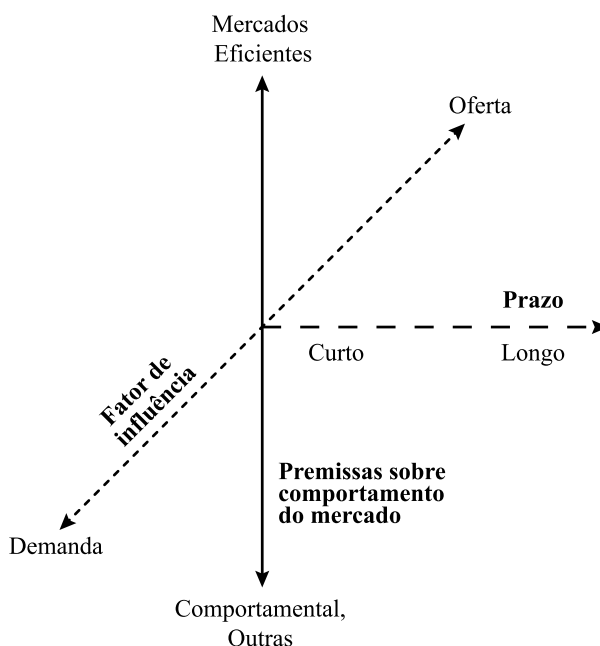 Mercados
Eficientes
Oferta
Prazo
Curto
Longo
Fator de
influência
Premissas sobre
comportamento
do mercado
Demanda
Comportamental,
Outras